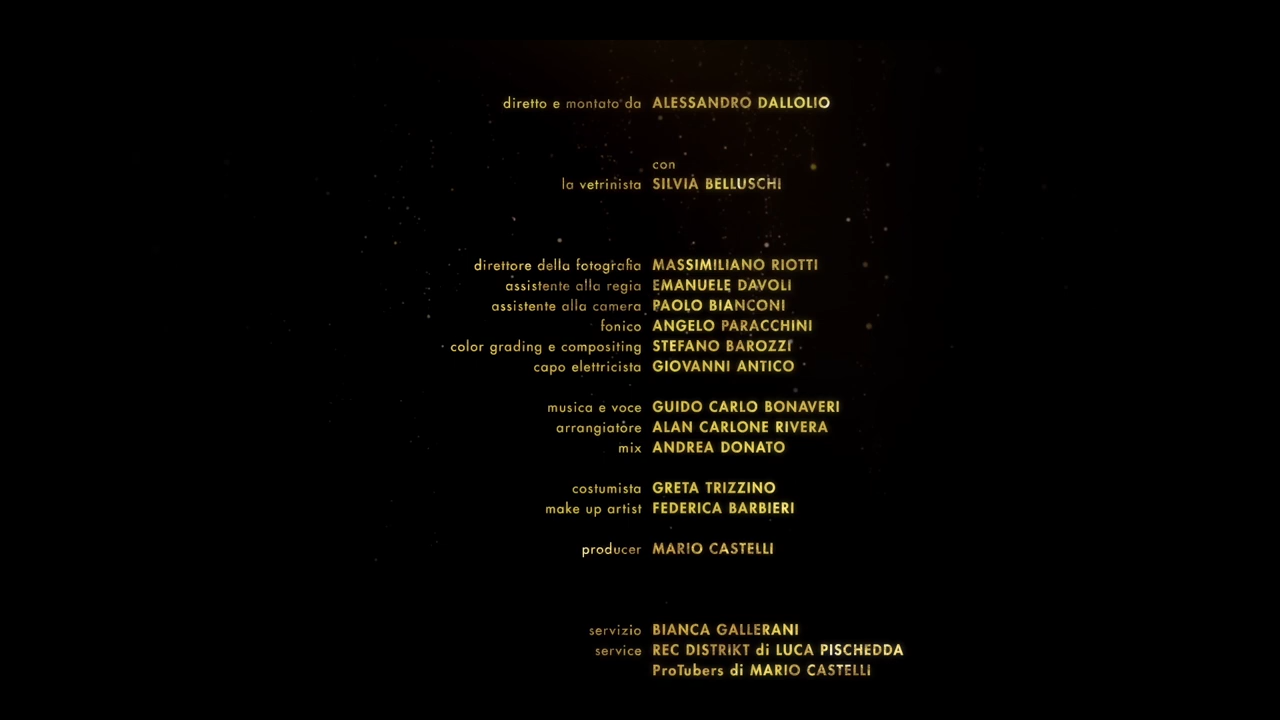 diretto e montato da ALESSANDRO DALLOLIO
con
la vetrinista SILVIA BELLUSCHI
direttore della fotografia MASSIMILIANO RIOTTI
assistente alla regia EMANUELE DAVOLI
assistente alla camera PAOLO BIANCONI
fonico ANGELO PARACCHINI
color grading e compositing STEFANO BAROZZI
capo elettricista GIOVANNI ANTICO
musica e voce GUIDO CARLO BONAVERI
arrangiatore ALAN CARLONE RIVERA
mix ANDREA DONATO
costumista GRETA TRIZZINO
make up artist FEDERICA BARBIERI
producer MARIO CASTELLI
servizio BIANCA GALLERANI
service REC DISTRIKT di LUCA PISCHEDDA
ProTubers di MARIO CASTELLI